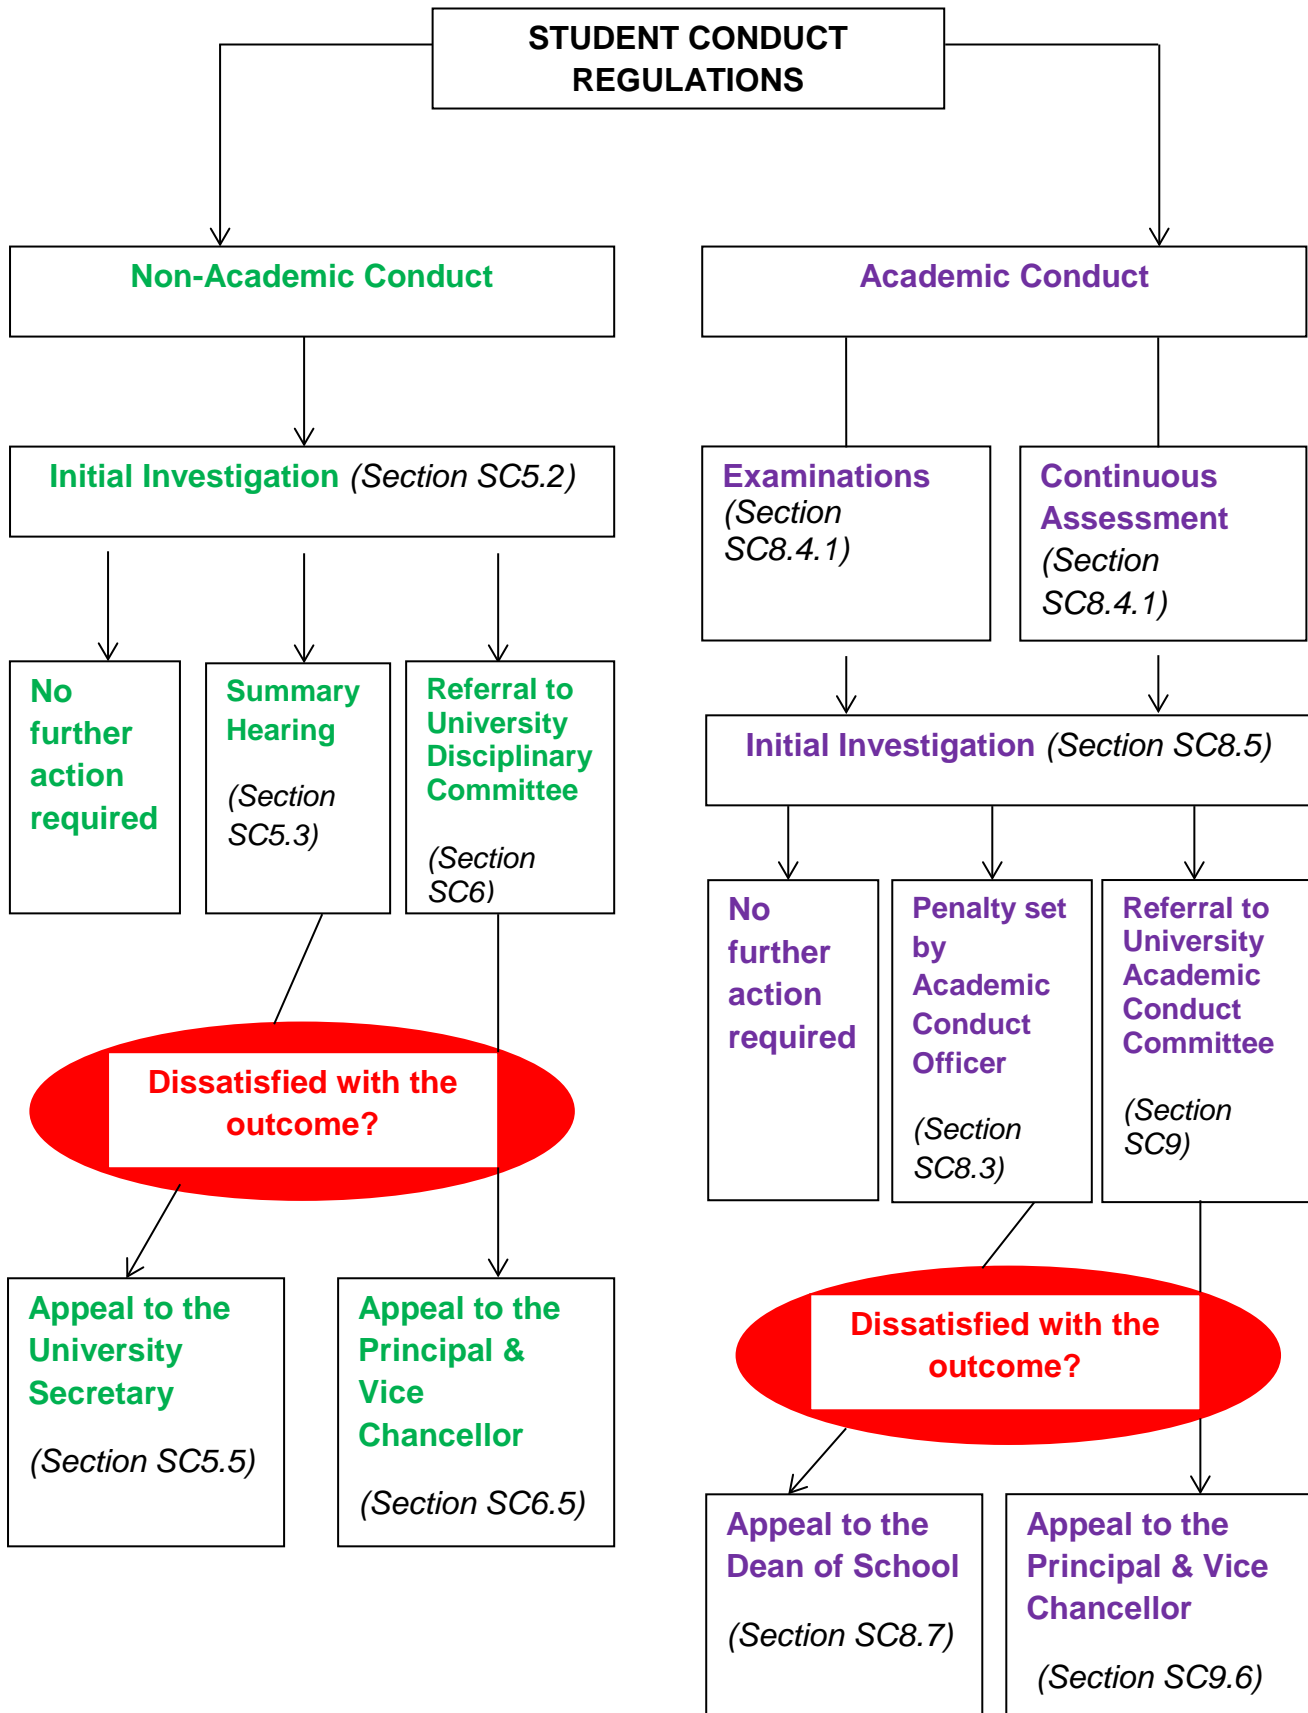 STUDENT CONDUCT
REGULATIONS
Non-Academic Conduct
Academic Conduct
Initial Investigation (Section SC5.2)
Examinations
(Section
SC8.4.1)
Continuous
Assessment
(Section
SC8.4.1)
No
further
action
required
Summary
Hearing
(Section
SC5.3)
Referral to
University
Disciplinary
Committee
(Section
SC6)
Initial Investigation (Section SC8.5)
No
further
action
required
Penalty set
by
Academic
Conduct
Officer
(Section
SC8.3)
Referral to
University
Academic
Conduct
Committee
(Section
SC9)
Dissatisfied with the
outcome?
Appeal to the
University
Secretary
(Section SC5.5)
Appeal to the
Principal &
Vice
Chancellor
(Section SC6.5)
Dissatisfied with the
outcome?
Appeal to the
Dean of School
(Section SC8.7)
Appeal to the
Principal & Vice
Chancellor
(Section SC9.6)